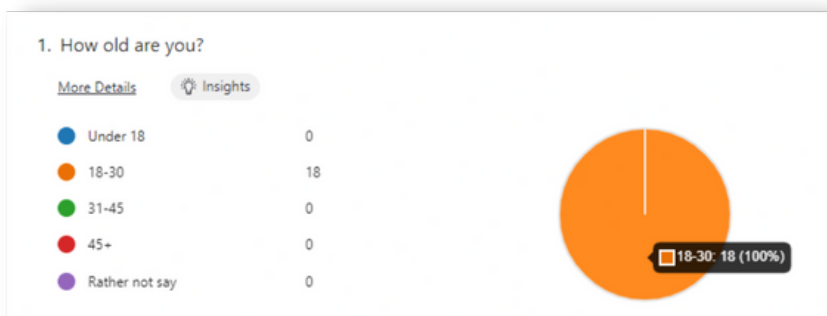 1. How old are you?
More Details Insights
Under 18 0
18-30 18
31-45 0
45+ 0
Rather not say 0
18-30: 18 (100%)